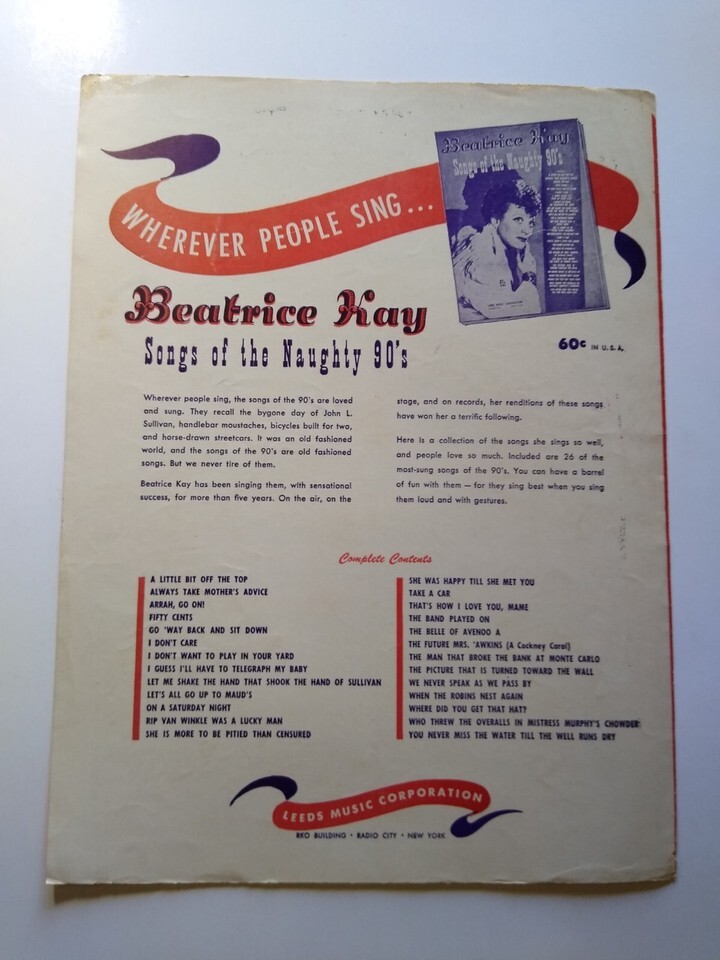 WHEREVER PEOPLE SING...
Beatrice Kay
Songs of the Naughty 90's
60c IN U.S.A.
Beatrice Kay
Songs of the Naughty 90's
Wherever people sing, the songs of the 90's are loved
and sung. They recall the bygone day of John L.
Sullivan, handlebar moustaches, bicycles built for two,
and horse-drawn streetcars. It was an old fashioned
world, and the songs of the 90's are old fashioned
songs. But we never tire of them.
Beatrice Kay has been singing them, with sensational
success, for more than five years. On the air, on the
stage, and on records, her renditions of these songs
have won her a terrific following.
Here is a collection of the songs she sings so well,
and people love so much. Included are 26 of the
most-sung songs of the 90's. You can have a barrel
of fun with them — for they sing best when you sing
them loud and with gestures.
Complete Contents
A LITTLE BIT OFF THE TOP
ALWAYS TAKE MOTHER'S ADVICE
ARRAH, GO ON!
FIFTY CENTS
GO 'WAY BACK AND SIT DOWN
I DON'T CARE
I DON'T WANT TO PLAY IN YOUR YARD
I GUESS I'LL HAVE TO TELEGRAPH MY BABY
LET ME SHAKE THE HAND THAT SHOOK THE HAND OF SULLIVAN
LET'S ALL GO UP TO MAUD'S
ON A SATURDAY NIGHT
RIP VAN WINKLE WAS A LUCKY MAN
SHE IS MORE TO BE PITIED THAN CENSURED
SHE WAS HAPPY TILL SHE MET YOU
TAKE A CAR
THAT'S HOW I LOVE YOU, MAME
THE BAND PLAYED ON
THE BELLE OF AVENOO A
THE FUTURE MRS. 'AWKINS (A Cockney Carol)
THE MAN THAT BROKE THE BANK AT MONTE CARLO
THE PICTURE THAT IS TURNED TOWARD THE WALL
WE NEVER SPEAK AS WE PASS BY
WHEN THE ROBINS NEST AGAIN
WHERE DID YOU GET THAT HAT?
WHO THREW THE OVERALLS IN MISTRESS MURPHY'S CHOWDER
YOU NEVER MISS THE WATER TILL THE WELL RUNS DRY
LEEDS MUSIC CORPORATION
RKO BUILDING • RADIO CITY • NEW YORK